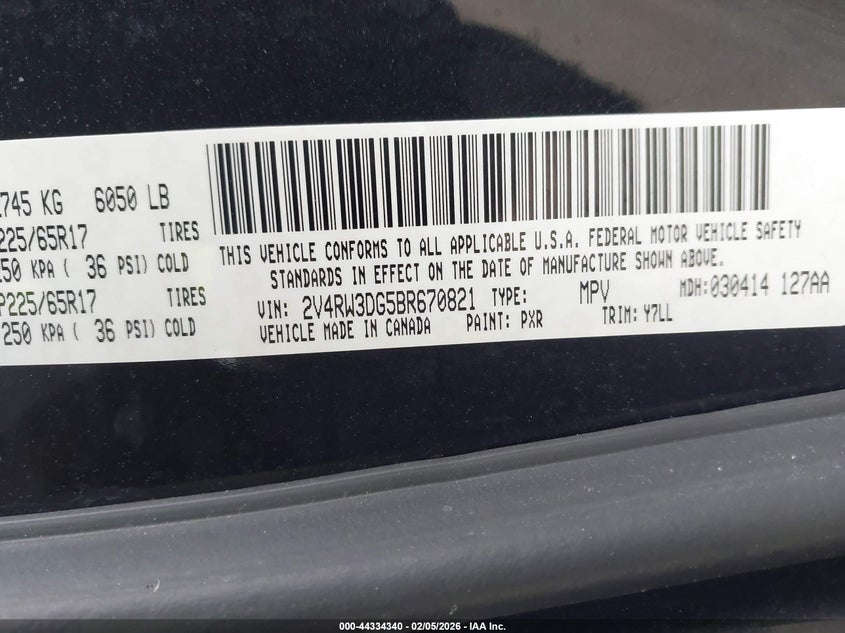 745 KG 6050 LB
P225/65R17 TIRES
250 KPA ( 36 PSI) COLD
P225/65R17 TIRES
250 KPA ( 36 PSI) COLD
THIS VEHICLE CONFORMS TO ALL APPLICABLE U.S.A. FEDERAL MOTOR VEHICLE SAFETY
STANDARDS IN EFFECT ON THE DATE OF MANUFACTURE SHOWN ABOVE.
VIN: 2V4RW3DG5BR670821 TYPE: MPV MDH:030414 127AA
VEHICLE MADE IN CANADA PAINT: PXR TRIM: Y7LL
000-44334340 - 02/05/2026 - IAA Inc.